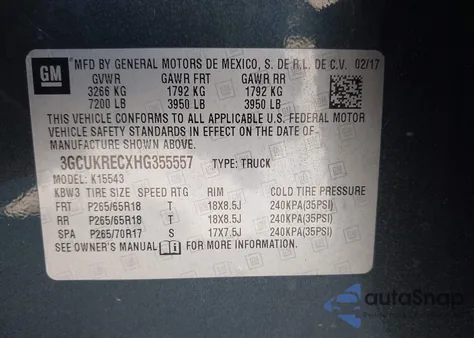 GM
MFD BY GENERAL MOTORS DE MEXICO, S. DE R.L. DE C.V. 02/17
GVWR GAWR FRT GAWR RR
3266 KG 1792 KG 1792 KG
7200 LB 3950 LB 3950 LB
THIS VEHICLE CONFORMS TO ALL APPLICABLE U.S. FEDERAL MOTOR
VEHICLE SAFETY STANDARDS IN EFFECT ON THE DATE OF
MANUFACTURE SHOWN ABOVE.
3GCUKRECXHG355557 TYPE: TRUCK
MODEL: K15543
K8W3 TIRE SIZE SPEED RTG RIM COLD TIRE PRESSURE
FRT P265/65R18 T 18X8.5J 240KPA(35PSI)
RR P265/65R18 T 18X8.5J 240KPA(35PSI)
SPA P265/70R17 S 17X7.5J 240KPA(35PSI)
SEE OWNER'S MANUAL FOR MORE INFORMATION
autoSnap